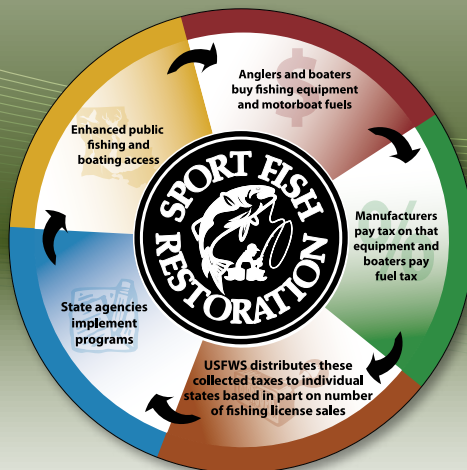 Anglers and boaters
buy fishing equipment
and motorboat fuels
Manufacturers
pay tax on that
equipment and
boaters pay
fuel tax
USFWS distributes these
collected taxes to individual
states based in part on number
of fishing license sales
State agencies
implement
programs
Enhanced public
fishing and
boating access
SPORT FISH
RESTORATION